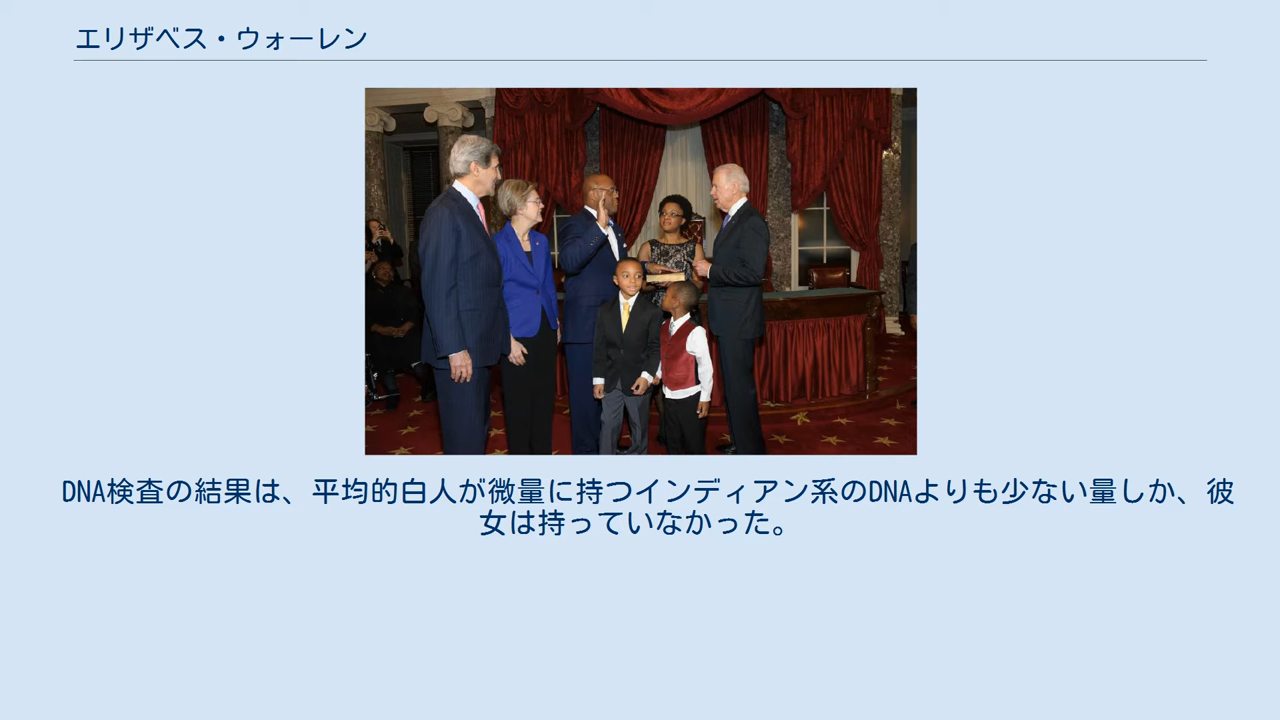 エリザベス・ウォーレン
DNA検査の結果は、平均的白人が微量に持つインディアン系のDNAよりも少ない量しか、彼
女は持っていなかった。